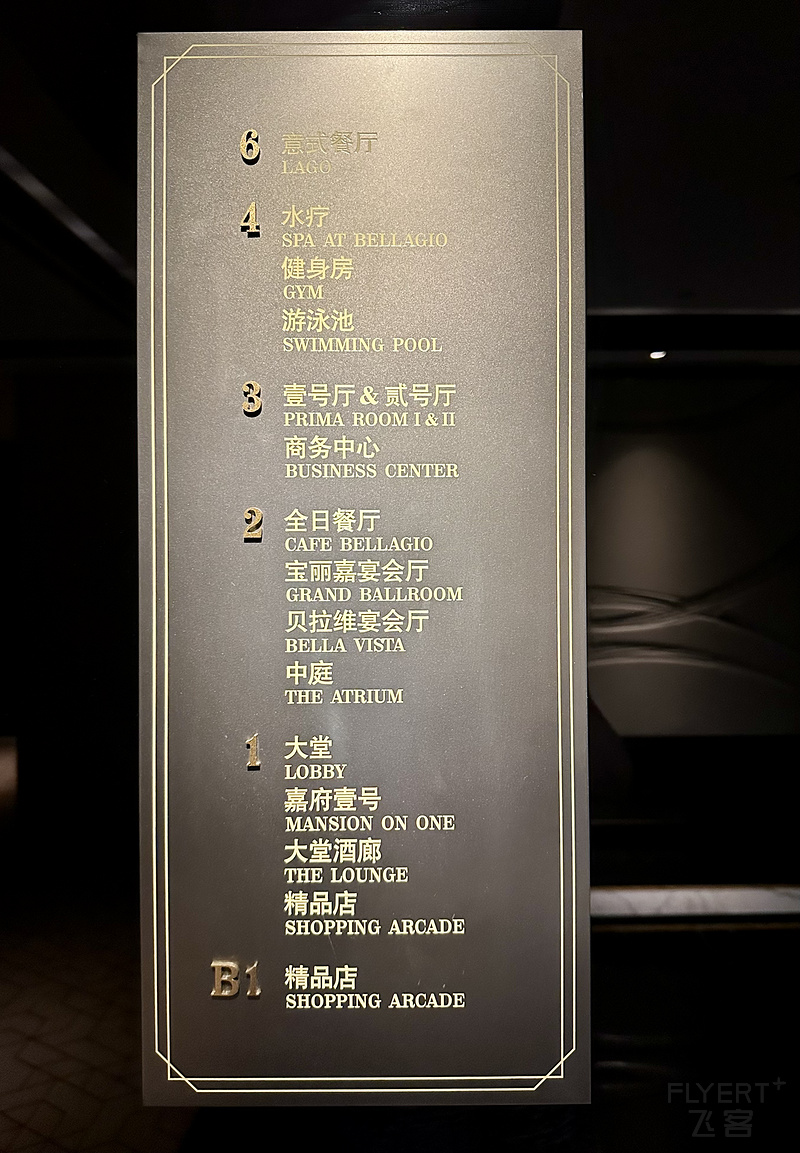 6
意式餐厅
LAGO
4
水疗
SPA AT BELLAGIO
健身房
GYM
游泳池
SWIMMING POOL
3
壹号厅 & 贰号厅
PRIMA ROOM I & II
商务中心
BUSINESS CENTER
2
全日餐厅
CAFE BELLAGIO
宝丽嘉宴会厅
GRAND BALLROOM
贝拉维宴会厅
BELLA VISTA
中庭
THE ATRIUM
1
大堂
LOBBY
嘉府壹号
MANSION ON ONE
大堂酒廊
THE LOUNGE
精品店
SHOPPING ARCADE
B1
精品店
SHOPPING ARCADE
FLYERT+
飞客